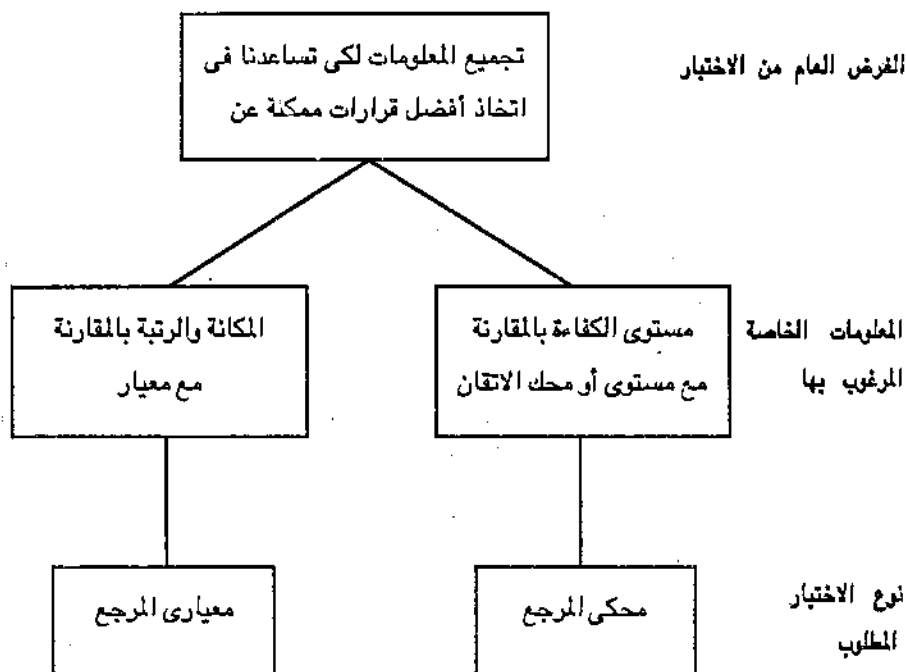 الغرض العام من الاختبار
تجميع المعلومات لكى تساعدنا فى
اتخاذ أفضل قرارات ممكنة عن
المعلومات الخاصة
المرغوب بها
مستوى الكفاءة بالمقارنة
مع مستوى أو محك الاتقان
المكانة والرتبة بالمقارنة
مع معيار
نوع الاختبار
المطلوب
محكى المرجع
معيارى المرجع